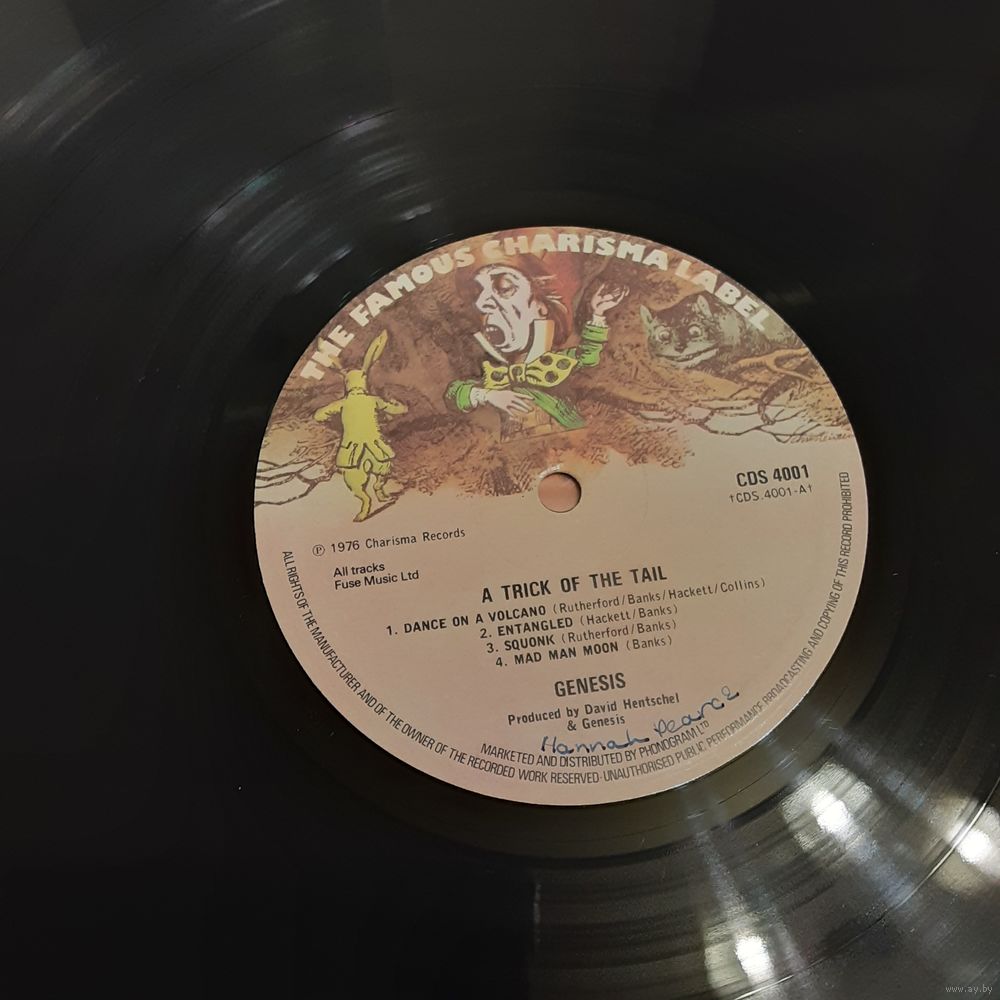 THE FAMOUS CHARISMA LABEL
CDS 4001
†CDS.4001-A†
℗ 1976 Charisma Records
All tracks
Fuse Music Ltd
A TRICK OF THE TAIL
1. DANCE ON A VOLCANO (Rutherford/Banks/Hackett/Collins)
2. ENTANGLED (Hackett/Banks)
3. SQUONK (Rutherford/Banks)
4. MAD MAN MOON (Banks)
GENESIS
Produced by David Hentschel
& Genesis
Hannah Pearce
MARKETED AND DISTRIBUTED BY PHONOGRAM LTD
ALL RIGHTS OF THE MANUFACTURER AND OF THE OWNER OF THE RECORDED WORK RESERVED·UNAUTHORISED PUBLIC PERFORMANCE BROADCASTING AND COPYING OF THIS RECORD PROHIBITED
www.ay.by